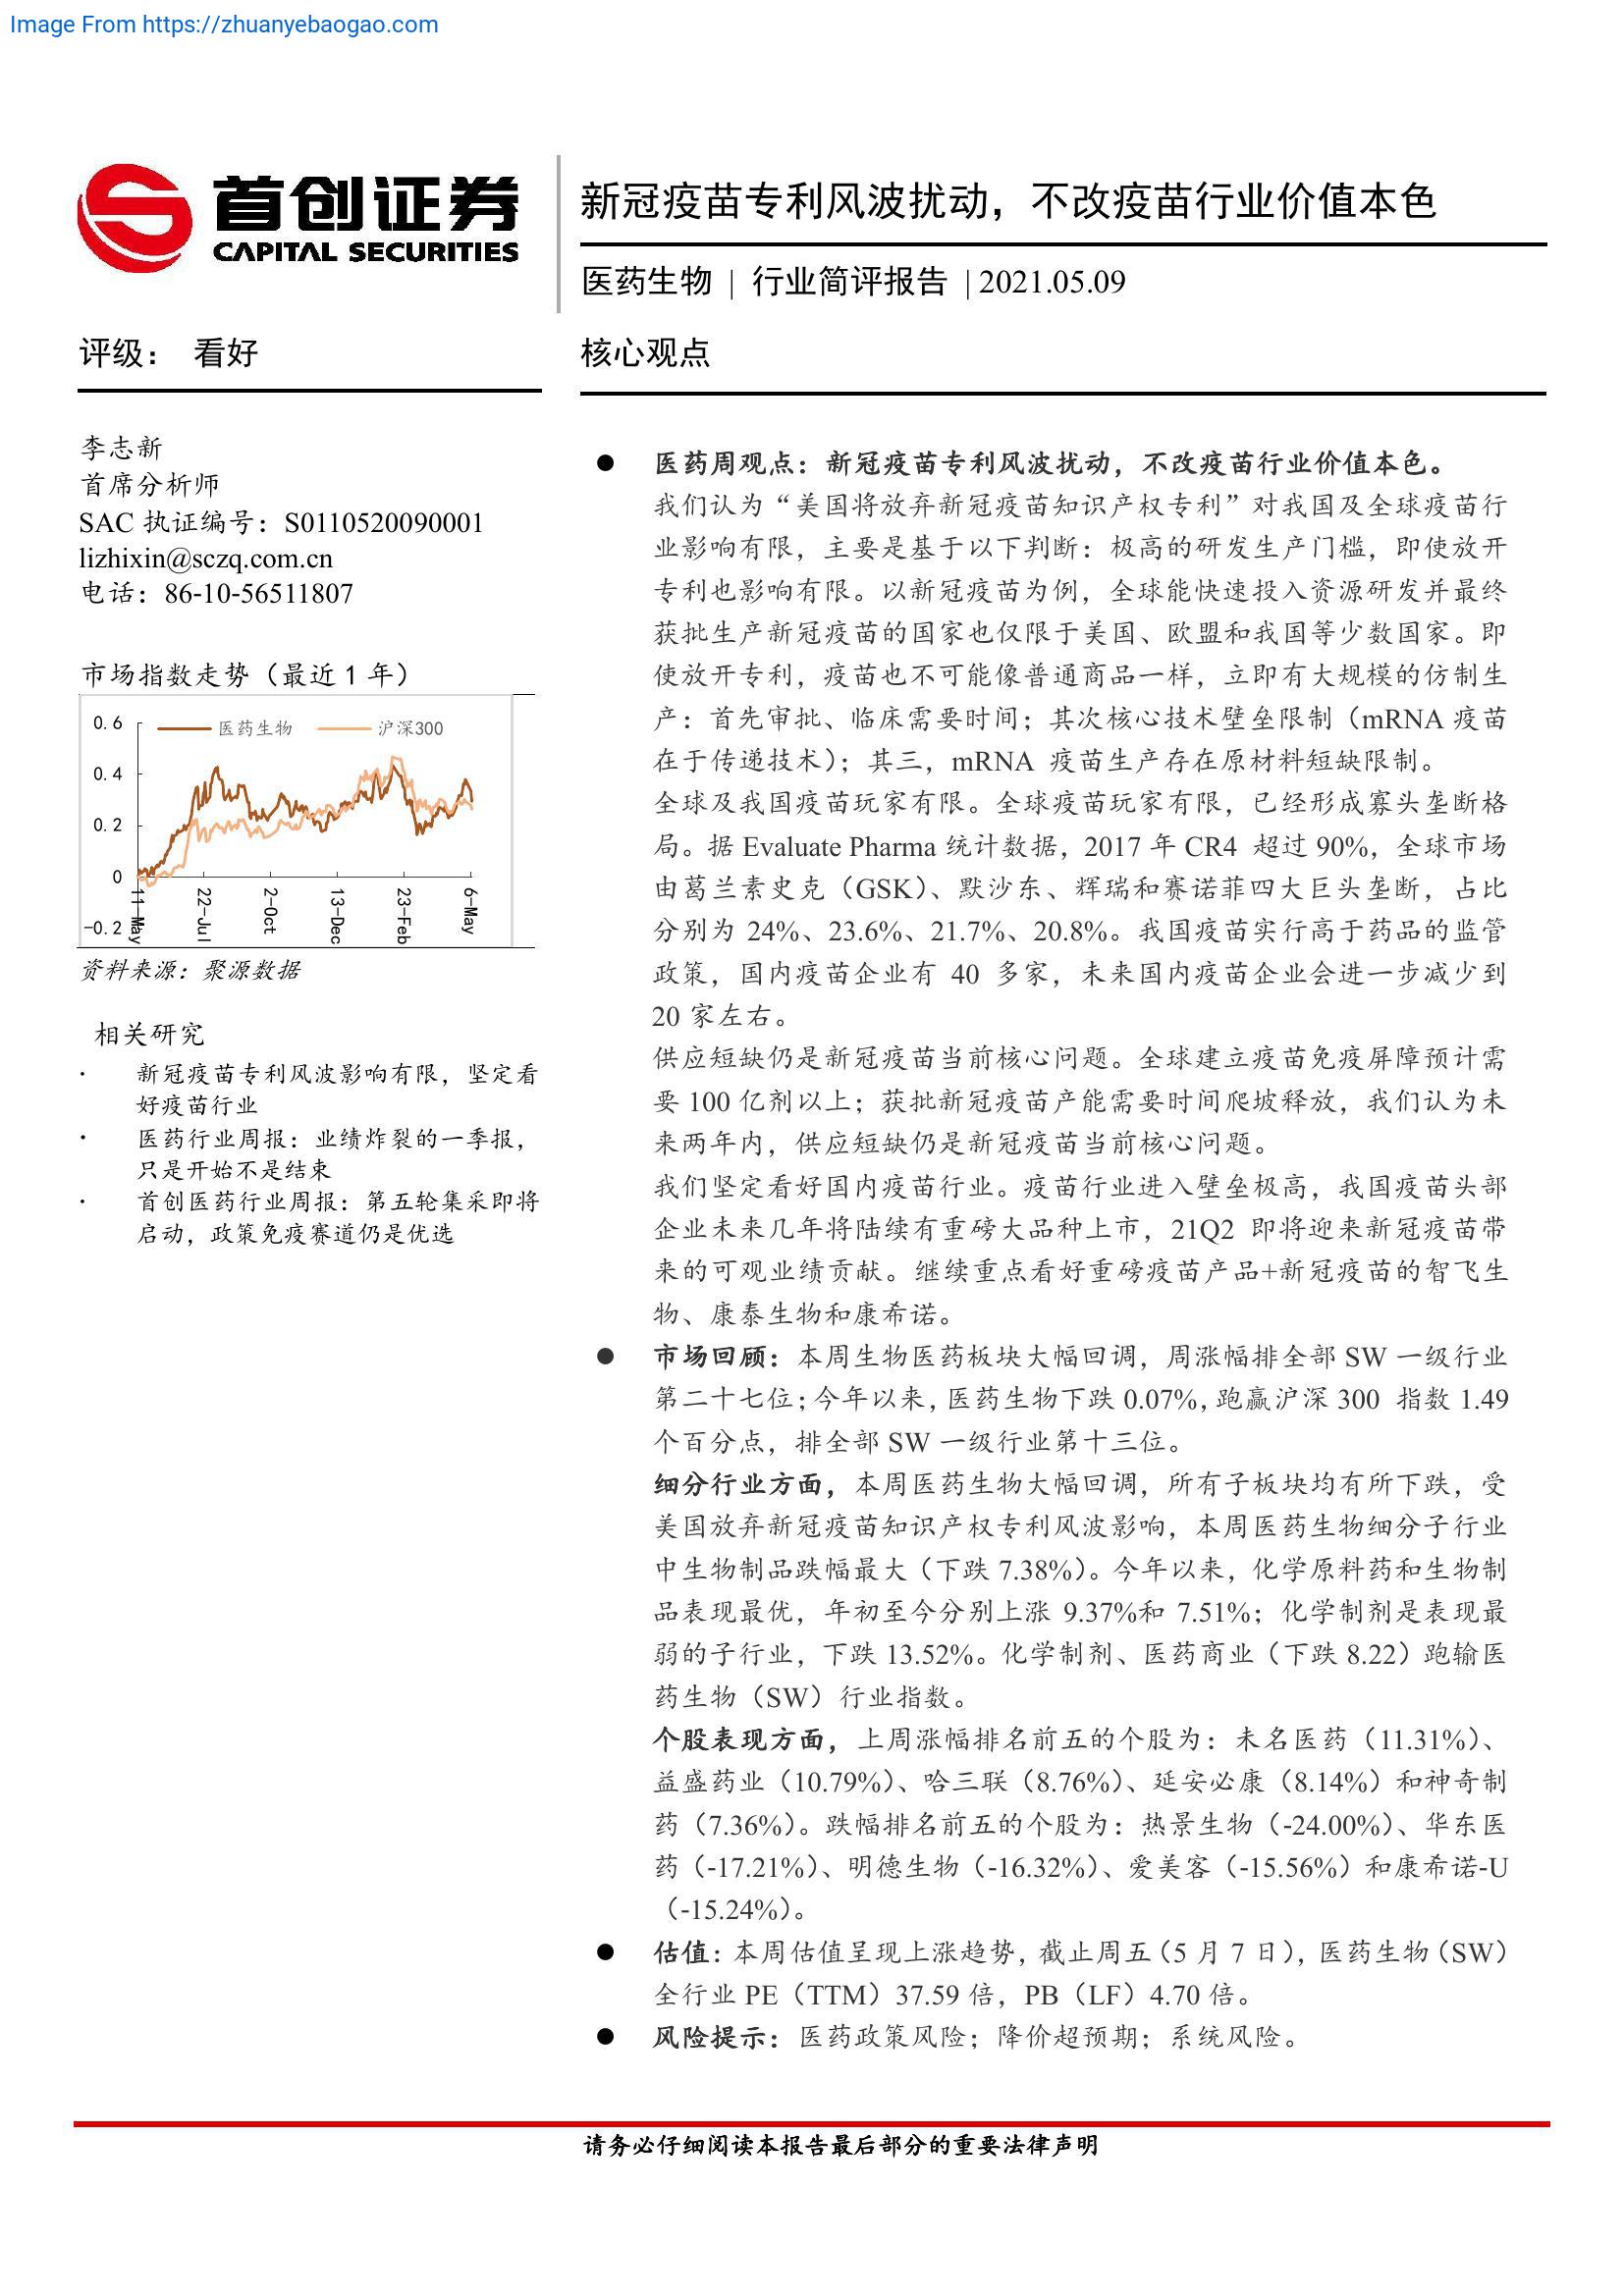 Image From https://zhuanyebaogao.com
首创证券
CAPITAL SECURITIES
新冠疫苗专利风波扰动，不改疫苗行业价值本色
医药生物 | 行业简评报告 | 2021.05.09
评级： 看好
核心观点
李志新
首席分析师
SAC 执证编号：S0110520090001
lizhixin@sczq.com.cn
电话：86-10-56511807
市场指数走势（最近 1 年）
医药生物 沪深300
0.6
0.4
0.2
0
-0.2
11-May
22-Jul
2-Oct
13-Dec
23-Feb
6-May
资料来源：聚源数据
相关研究
· 新冠疫苗专利风波影响有限，坚定看
好疫苗行业
· 医药行业周报：业绩炸裂的一季报，
只是开始不是结束
· 首创医药行业周报：第五轮集采即将
启动，政策免疫赛道仍是优选
● 医药周观点：新冠疫苗专利风波扰动，不改疫苗行业价值本色。
我们认为“美国将放弃新冠疫苗知识产权专利”对我国及全球疫苗行
业影响有限，主要是基于以下判断：极高的研发生产门槛，即使放开
专利也影响有限。以新冠疫苗为例，全球能快速投入资源研发并最终
获批生产新冠疫苗的国家也仅限于美国、欧盟和我国等少数国家。即
使放开专利，疫苗也不可能像普通商品一样，立即有大规模的仿制生
产：首先审批、临床需要时间；其次核心技术壁垒限制（mRNA 疫苗
在于传递技术）；其三，mRNA 疫苗生产存在原材料短缺限制。
全球及我国疫苗玩家有限。全球疫苗玩家有限，已经形成寡头垄断格
局。据 Evaluate Pharma 统计数据，2017 年 CR4 超过 90%，全球市场
由葛兰素史克（GSK）、默沙东、辉瑞和赛诺菲四大巨头垄断，占比
分别为 24%、23.6%、21.7%、20.8%。我国疫苗实行高于药品的监管
政策，国内疫苗企业有 40 多家，未来国内疫苗企业会进一步减少到
20 家左右。
供应短缺仍是新冠疫苗当前核心问题。全球建立疫苗免疫屏障预计需
要 100 亿剂以上；获批新冠疫苗产能需要时间爬坡释放，我们认为未
来两年内，供应短缺仍是新冠疫苗当前核心问题。
我们坚定看好国内疫苗行业。疫苗行业进入壁垒极高，我国疫苗头部
企业未来几年将陆续有重磅大品种上市，21Q2 即将迎来新冠疫苗带
来的可观业绩贡献。继续重点看好重磅疫苗产品+新冠疫苗的智飞生
物、康泰生物和康希诺。
● 市场回顾：本周生物医药板块大幅回调，周涨幅排全部 SW 一级行业
第二十七位；今年以来，医药生物下跌 0.07%，跑赢沪深 300 指数 1.49
个百分点，排全部 SW 一级行业第十三位。
细分行业方面，本周医药生物大幅回调，所有子板块均有所下跌，受
美国放弃新冠疫苗知识产权专利风波影响，本周医药生物细分子行业
中生物制品跌幅最大（下跌 7.38%）。今年以来，化学原料药和生物制
品表现最优，年初至今分别上涨 9.37%和 7.51%；化学制剂是表现最
弱的子行业，下跌 13.52%。化学制剂、医药商业（下跌 8.22）跑输医
药生物（SW）行业指数。
个股表现方面，上周涨幅排名前五的个股为：未名医药（11.31%）、
益盛药业（10.79%）、哈三联（8.76%）、延安必康（8.14%）和神奇制
药（7.36%）。跌幅排名前五的个股为：热景生物（-24.00%）、华东医
药（-17.21%）、明德生物（-16.32%）、爱美客（-15.56%）和康希诺-U
（-15.24%）。
● 估值：本周估值呈现上涨趋势，截止周五（5 月 7 日），医药生物（SW）
全行业 PE（TTM）37.59 倍，PB（LF）4.70 倍。
● 风险提示：医药政策风险；降价超预期；系统风险。
请务必仔细阅读本报告最后部分的重要法律声明